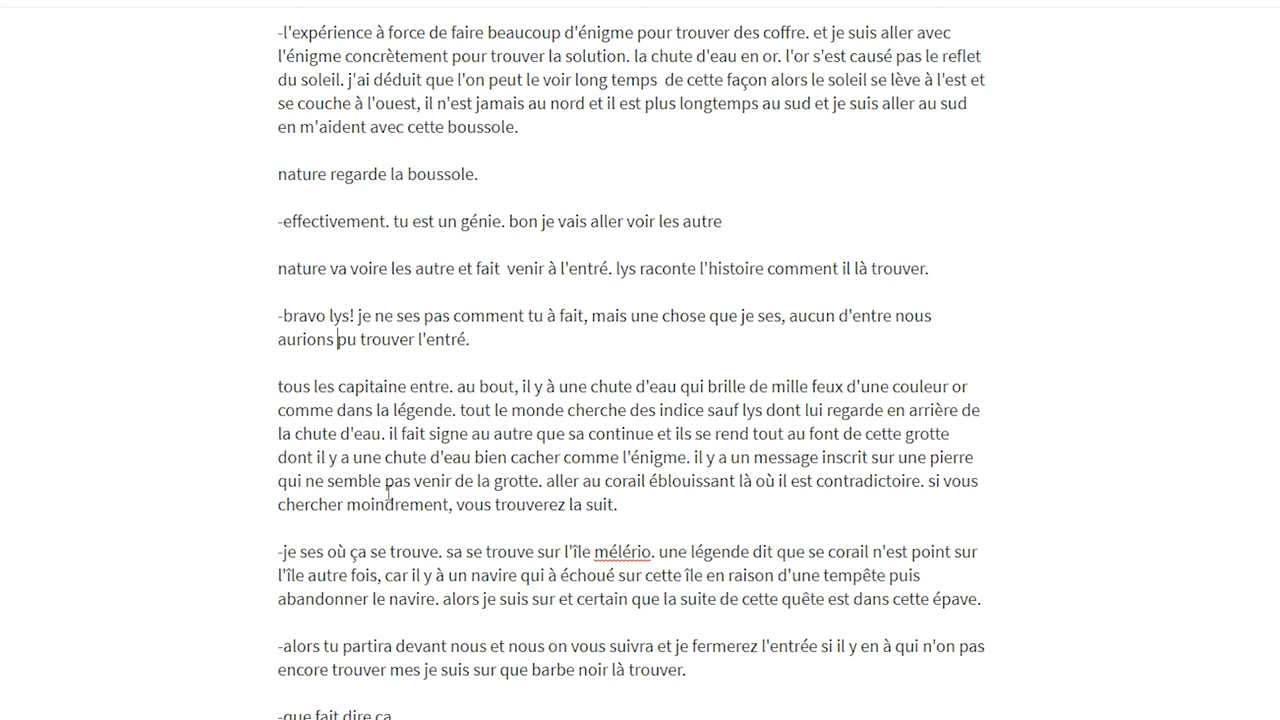 -l'expérience à force de faire beaucoup d'énigme pour trouver des coffre. et je suis aller avec
l'énigme concrètement pour trouver la solution. la chute d'eau en or. l'or s'est causé pas le reflet
du soleil. j'ai déduit que l'on peut le voir long temps  de cette façon alors le soleil se lève à l'est et
se couche à l'ouest, il n'est jamais au nord et il est plus longtemps au sud et je suis aller au sud
en m'aident avec cette boussole.
nature regarde la boussole.
-effectivement. tu est un génie. bon je vais aller voir les autre
nature va voire les autre et fait  venir à l'entré. lys raconte l'histoire comment il là trouver.
-bravo lys! je ne ses pas comment tu à fait, mais une chose que je ses, aucun d'entre nous
aurions pu trouver l'entré.
tous les capitaine entre. au bout, il y à une chute d'eau qui brille de mille feux d'une couleur or
comme dans la légende. tout le monde cherche des indice sauf lys dont lui regarde en arrière de
la chute d'eau. il fait signe au autre que sa continue et ils se rend tout au font de cette grotte
dont il y a une chute d'eau bien cacher comme l'énigme. il y a un message inscrit sur une pierre
qui ne semble pas venir de la grotte. aller au corail éblouissant là où il est contradictoire. si vous
chercher moindrement, vous trouverez la suit.
-je ses où ça se trouve. sa se trouve sur l'île mélério. une légende dit que se corail n'est point sur
l'île autre fois, car il y à un navire qui à échoué sur cette île en raison d'une tempête puis
abandonner le navire. alors je suis sur et certain que la suite de cette quête est dans cette épave.
-alors tu partira devant nous et nous on vous suivra et je fermerez l'entrée si il y en à qui n'on pas
encore trouver mes je suis sur que barbe noir là trouver.
-que fait dire ça